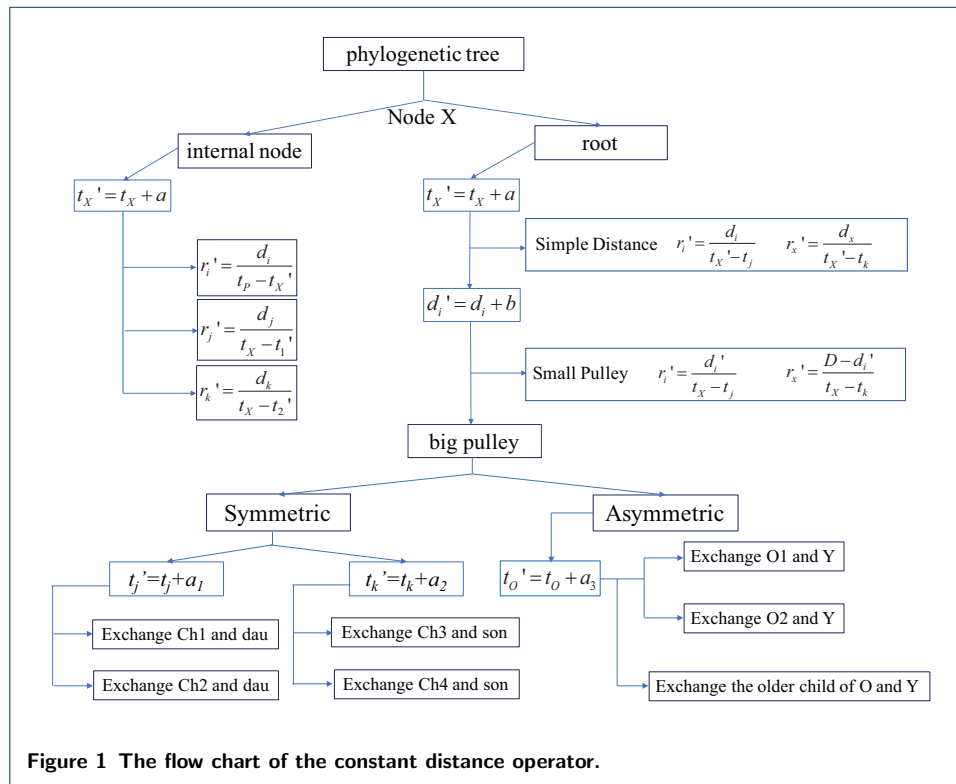 phylogenetic tree
Node X
internal node
root
t_X' = t_X + a
t_X' = t_X + a
r_i' = d_i / (t_P − t_X')
r_j' = d_j / (t_X − t_1')
r_k' = d_k / (t_X − t_2')
Simple Distance r_i' = d_i / (t_X' − t_j) r_x' = d_x / (t_X' − t_k)
d_i' = d_i + b
Small Pulley r_i' = d_i' / (t_X − t_j) r_x' = (D − d_i') / (t_X − t_k)
big pulley
Symmetric
Asymmetric
t_j’=t_j+a_1
t_k’=t_k+a_2
t_O' = t_O + a_3
Exchange Ch1 and dau
Exchange Ch2 and dau
Exchange Ch3 and son
Exchange Ch4 and son
Exchange O1 and Y
Exchange O2 and Y
Exchange the older child of O and Y
Figure 1 The flow chart of the constant distance operator.